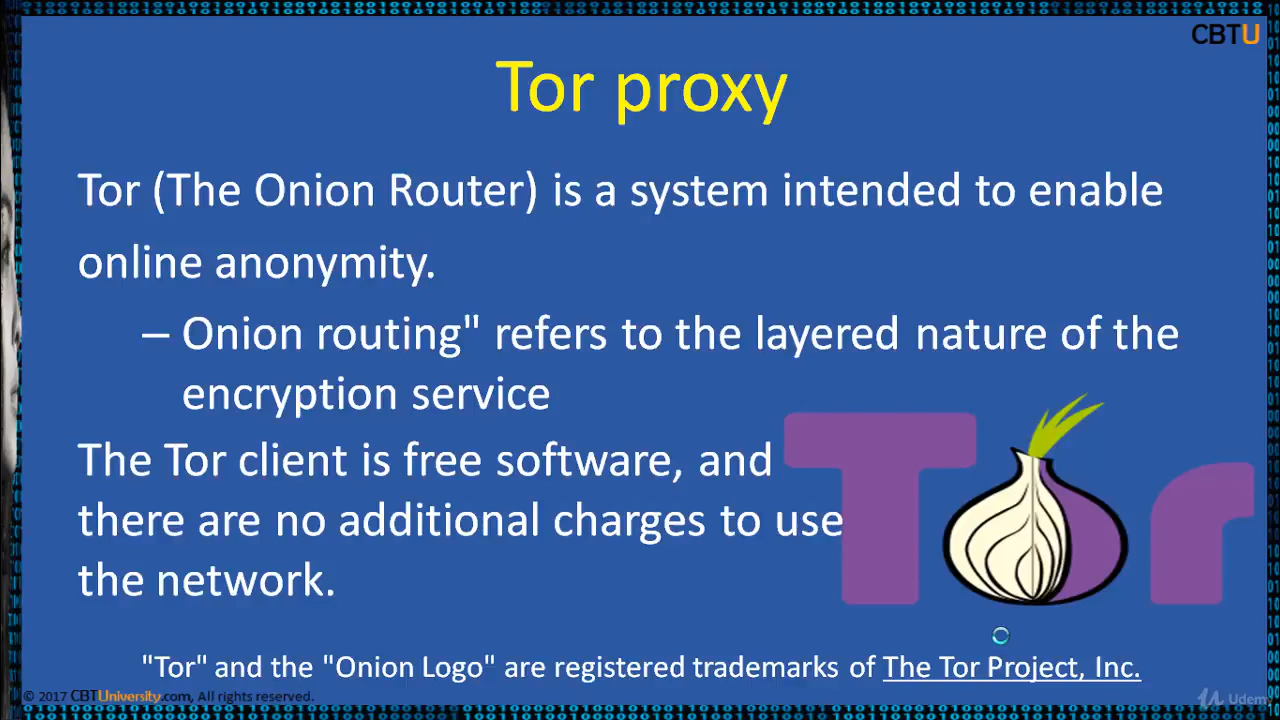 CBTU
Tor proxy
Tor (The Onion Router) is a system intended to enable
online anonymity.
– Onion routing" refers to the layered nature of the
encryption service
The Tor client is free software, and
there are no additional charges to use
the network.
Tor
"Tor" and the "Onion Logo" are registered trademarks of The Tor Project, Inc.
© 2017 CBTUniversity.com, All rights reserved.
Udemy